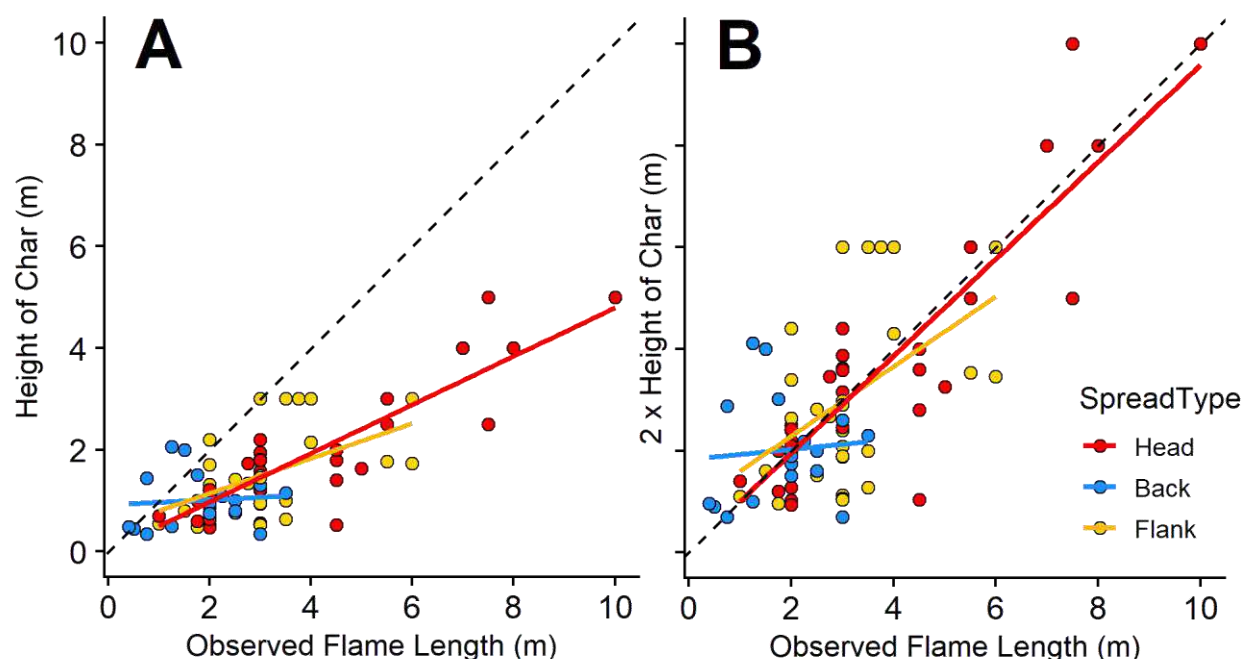 A
B
Height of Char (m)
10
8
6
4
2
0
0 2 4 6 8 10
Observed Flame Length (m)
2 x Height of Char (m)
0 2 4 6 8 10
Observed Flame Length (m)
SpreadType
Head
Back
Flank